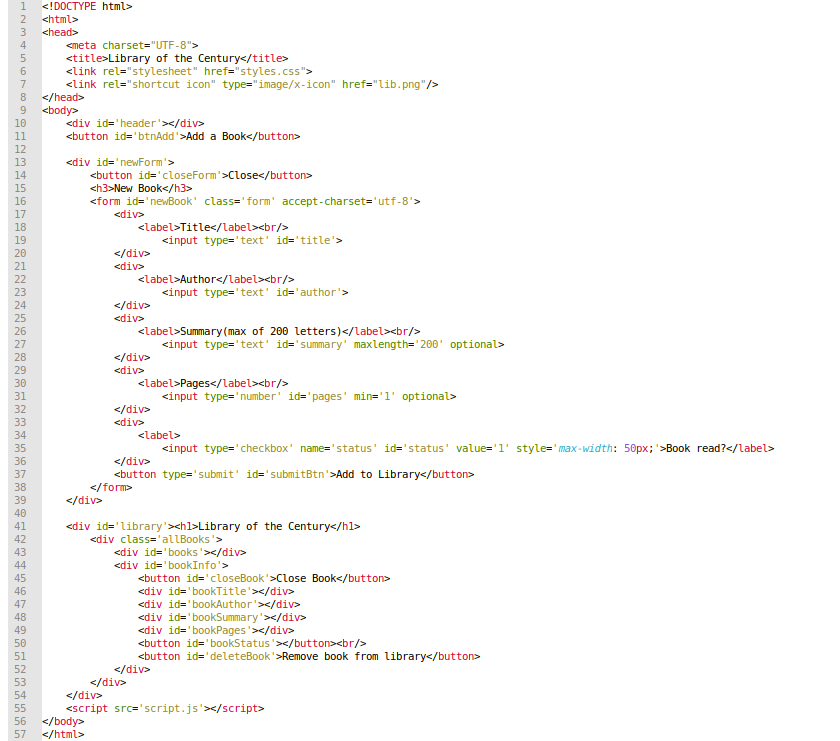 1 <!DOCTYPE html>
2 <html>
3 <head>
4     <meta charset="UTF-8">
5     <title>Library of the Century</title>
6     <link rel="stylesheet" href="styles.css">
7     <link rel="shortcut icon" type="image/x-icon" href="lib.png"/>
8 </head>
9 <body>
10     <div id='header'></div>
11     <button id='btnAdd'>Add a Book</button>
12
13     <div id='newForm'>
14         <button id='closeForm'>Close</button>
15         <h3>New Book</h3>
16         <form id='newBook' class='form' accept-charset='utf-8'>
17             <div>
18                 <label>Title</label><br/>
19                     <input type='text' id='title'>
20             </div>
21             <div>
22                 <label>Author</label><br/>
23                     <input type='text' id='author'>
24             </div>
25             <div>
26                 <label>Summary(max of 200 letters)</label><br/>
27                     <input type='text' id='summary' maxlength='200' optional>
28             </div>
29             <div>
30                 <label>Pages</label><br/>
31                     <input type='number' id='pages' min='1' optional>
32             </div>
33             <div>
34                 <label>
35                     <input type='checkbox' name='status' id='status' value='1' style='max-width: 50px;'>Book read?</label>
36             </div>
37             <button type='submit' id='submitBtn'>Add to Library</button>
38         </form>
39     </div>
40
41     <div id='library'><h1>Library of the Century</h1>
42         <div class='allBooks'>
43             <div id='books'></div>
44             <div id='bookInfo'>
45                 <button id='closeBook'>Close Book</button>
46                 <div id='bookTitle'></div>
47                 <div id='bookAuthor'></div>
48                 <div id='bookSummary'></div>
49                 <div id='bookPages'></div>
50                 <button id='bookStatus'></button><br/>
51                 <button id='deleteBook'>Remove book from library</button>
52             </div>
53         </div>
54     </div>
55     <script src='script.js'></script>
56 </body>
57 </html>